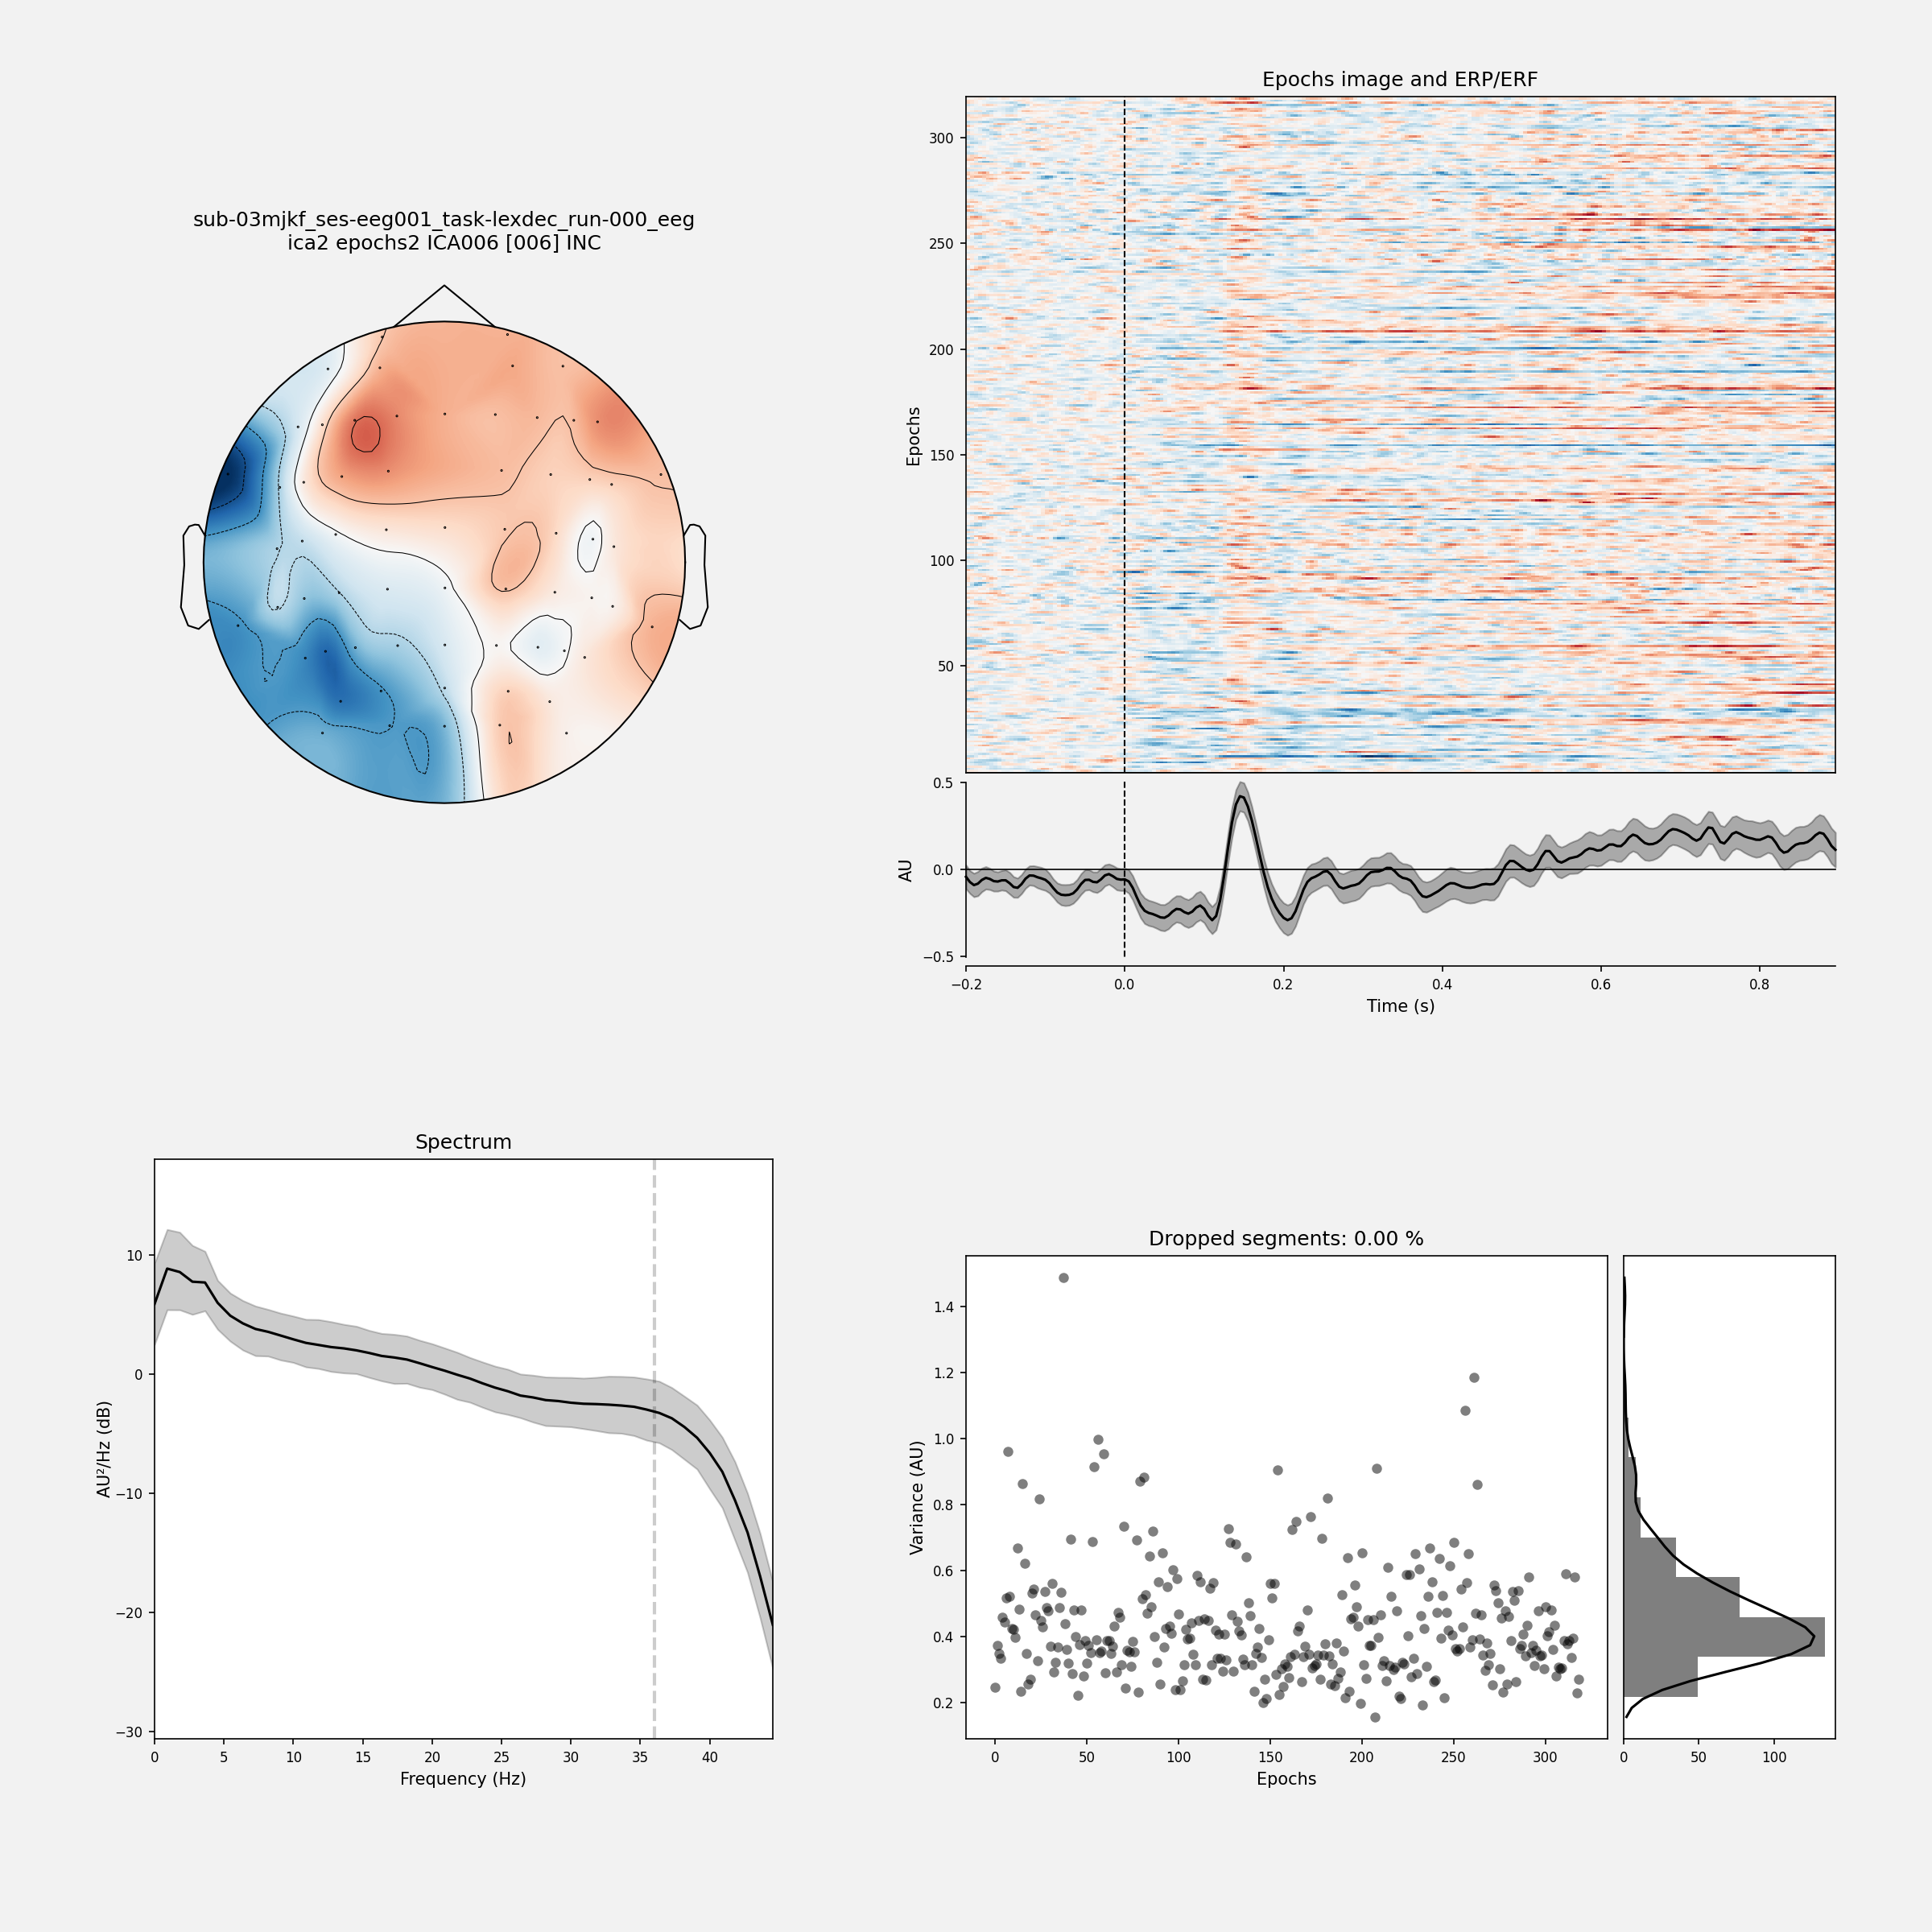 sub-03mjkf_ses-eeg001_task-lexdec_run-000_eeg
ica2 epochs2 ICA006 [006] INC
Epochs image and ERP/ERF
Epochs
300
250
200
150
100
50
AU
0.5
0.0
−0.5
−0.2 0.0 0.2 0.4 0.6 0.8
Time (s)
Spectrum
AU²/Hz (dB)
10
0
−10
−20
−30
0 5 10 15 20 25 30 35 40
Frequency (Hz)
Dropped segments: 0.00 %
Variance (AU)
1.4
1.2
1.0
0.8
0.6
0.4
0.2
0 50 100 150 200 250 300
Epochs
0 50 100